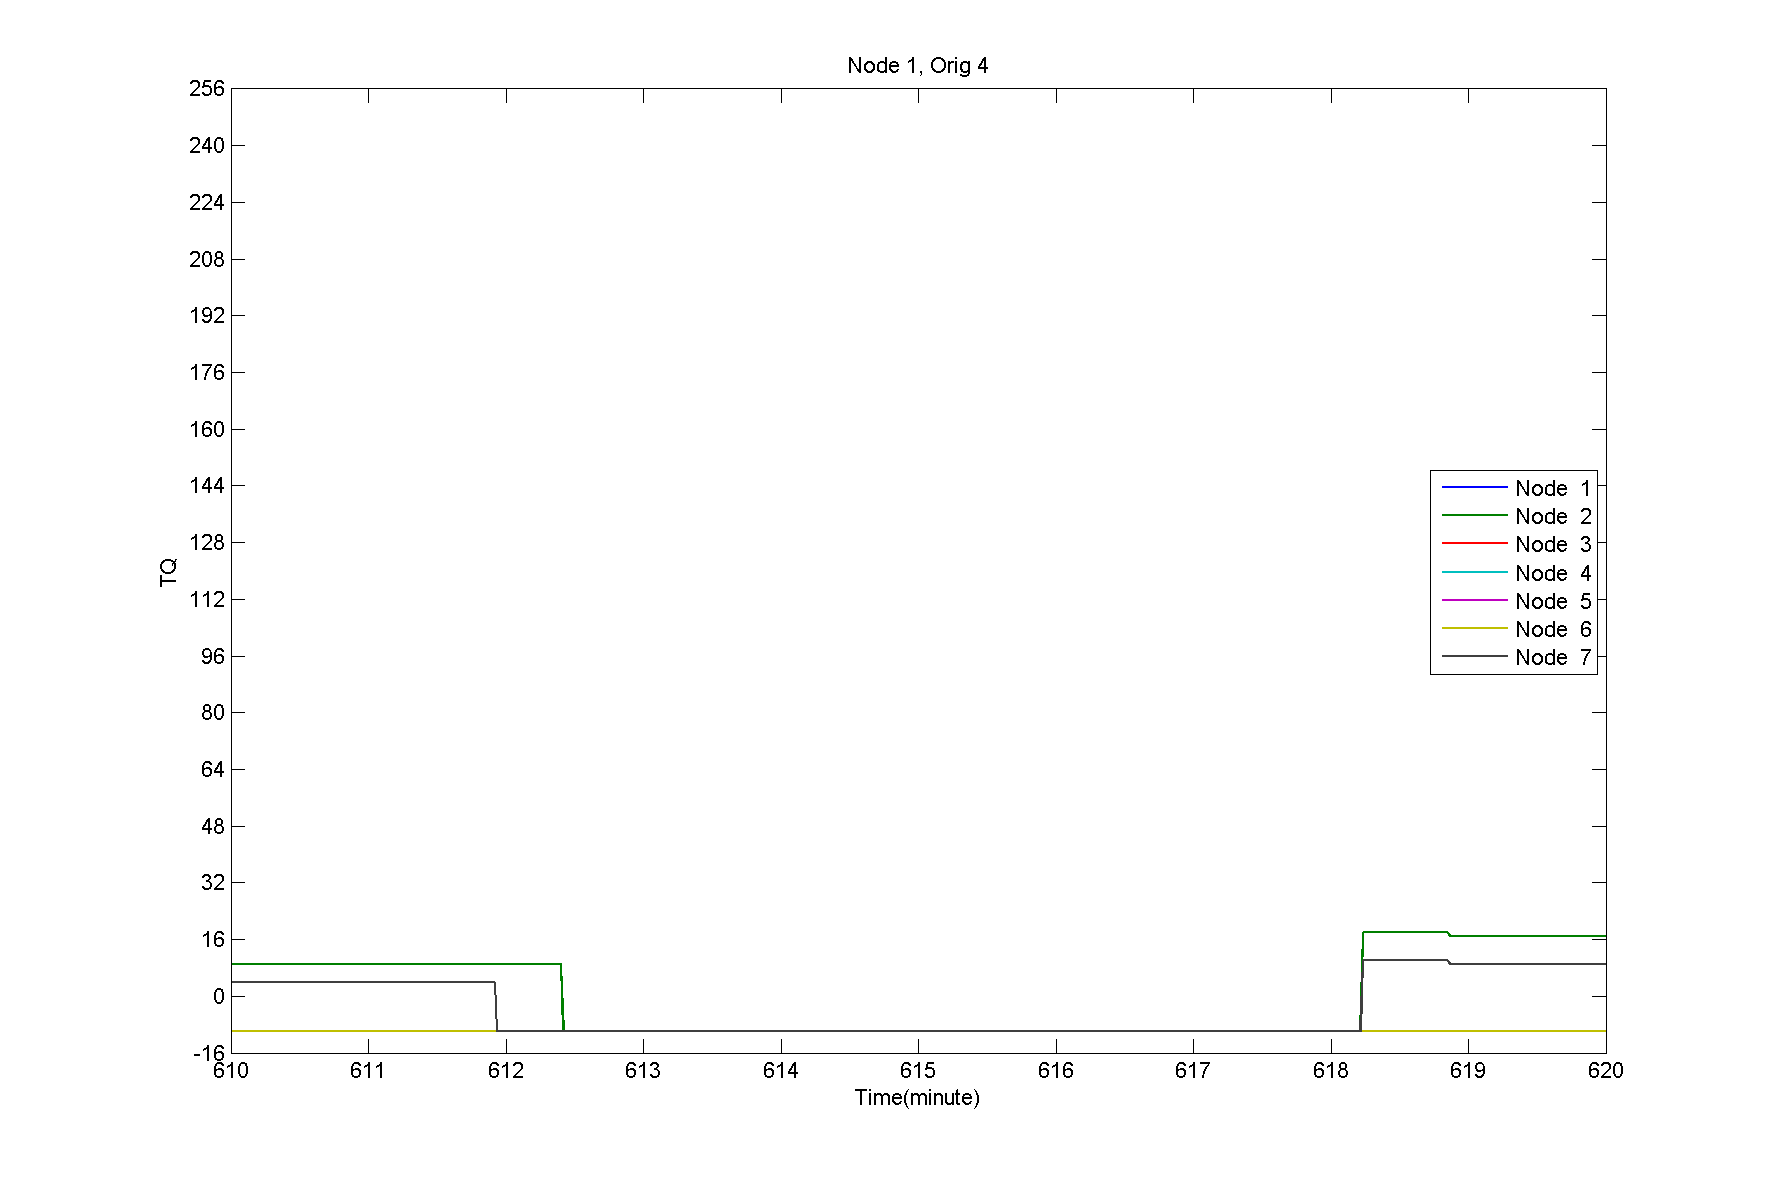 Node 1, Orig 4
256
240
224
208
192
176
160
144
128
112
96
80
64
48
32
16
0
-16
TQ
Node 1
Node 2
Node 3
Node 4
Node 5
Node 6
Node 7
610 611 612 613 614 615 616 617 618 619 620
Time(minute)